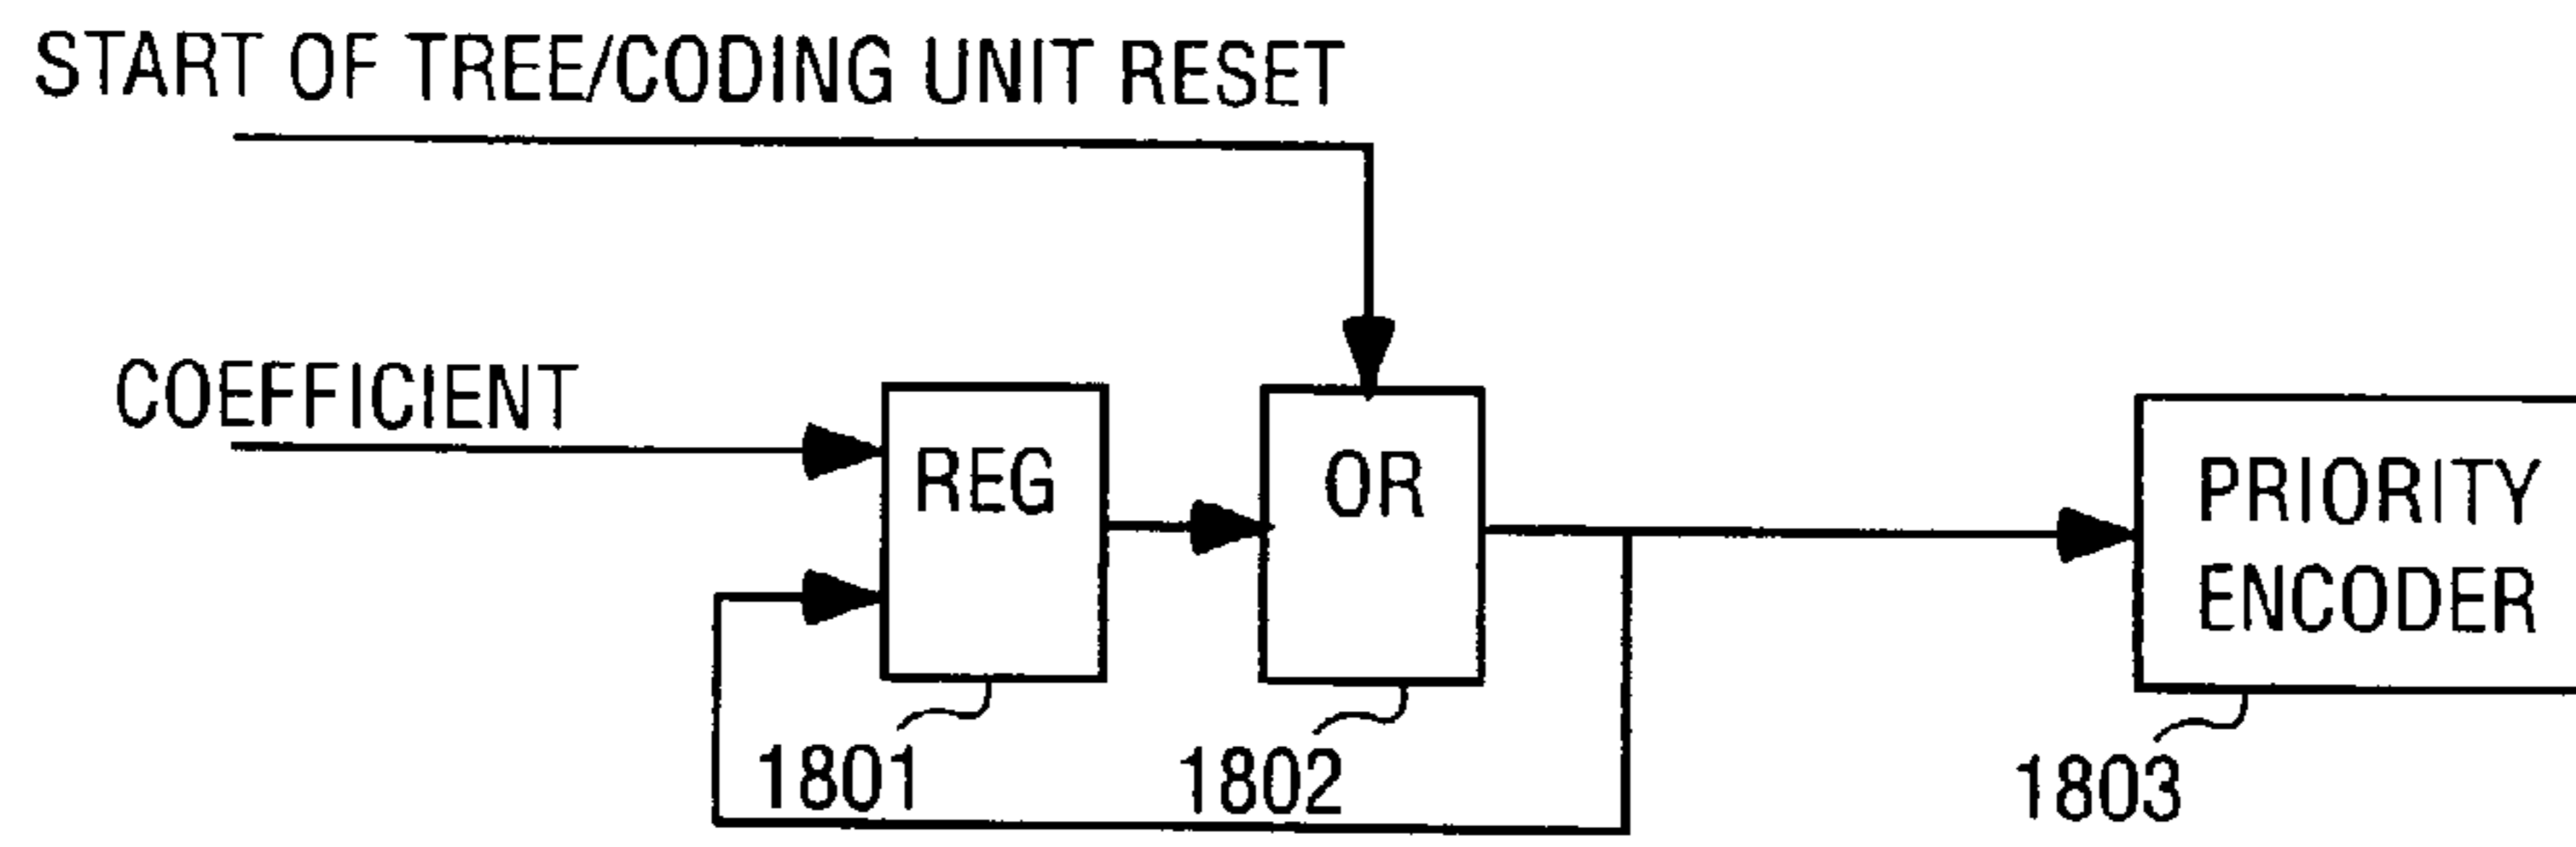 START OF TREE/CODING UNIT RESET
COEFFICIENT
REG
OR
PRIORITY
ENCODER
1801
1802
1803